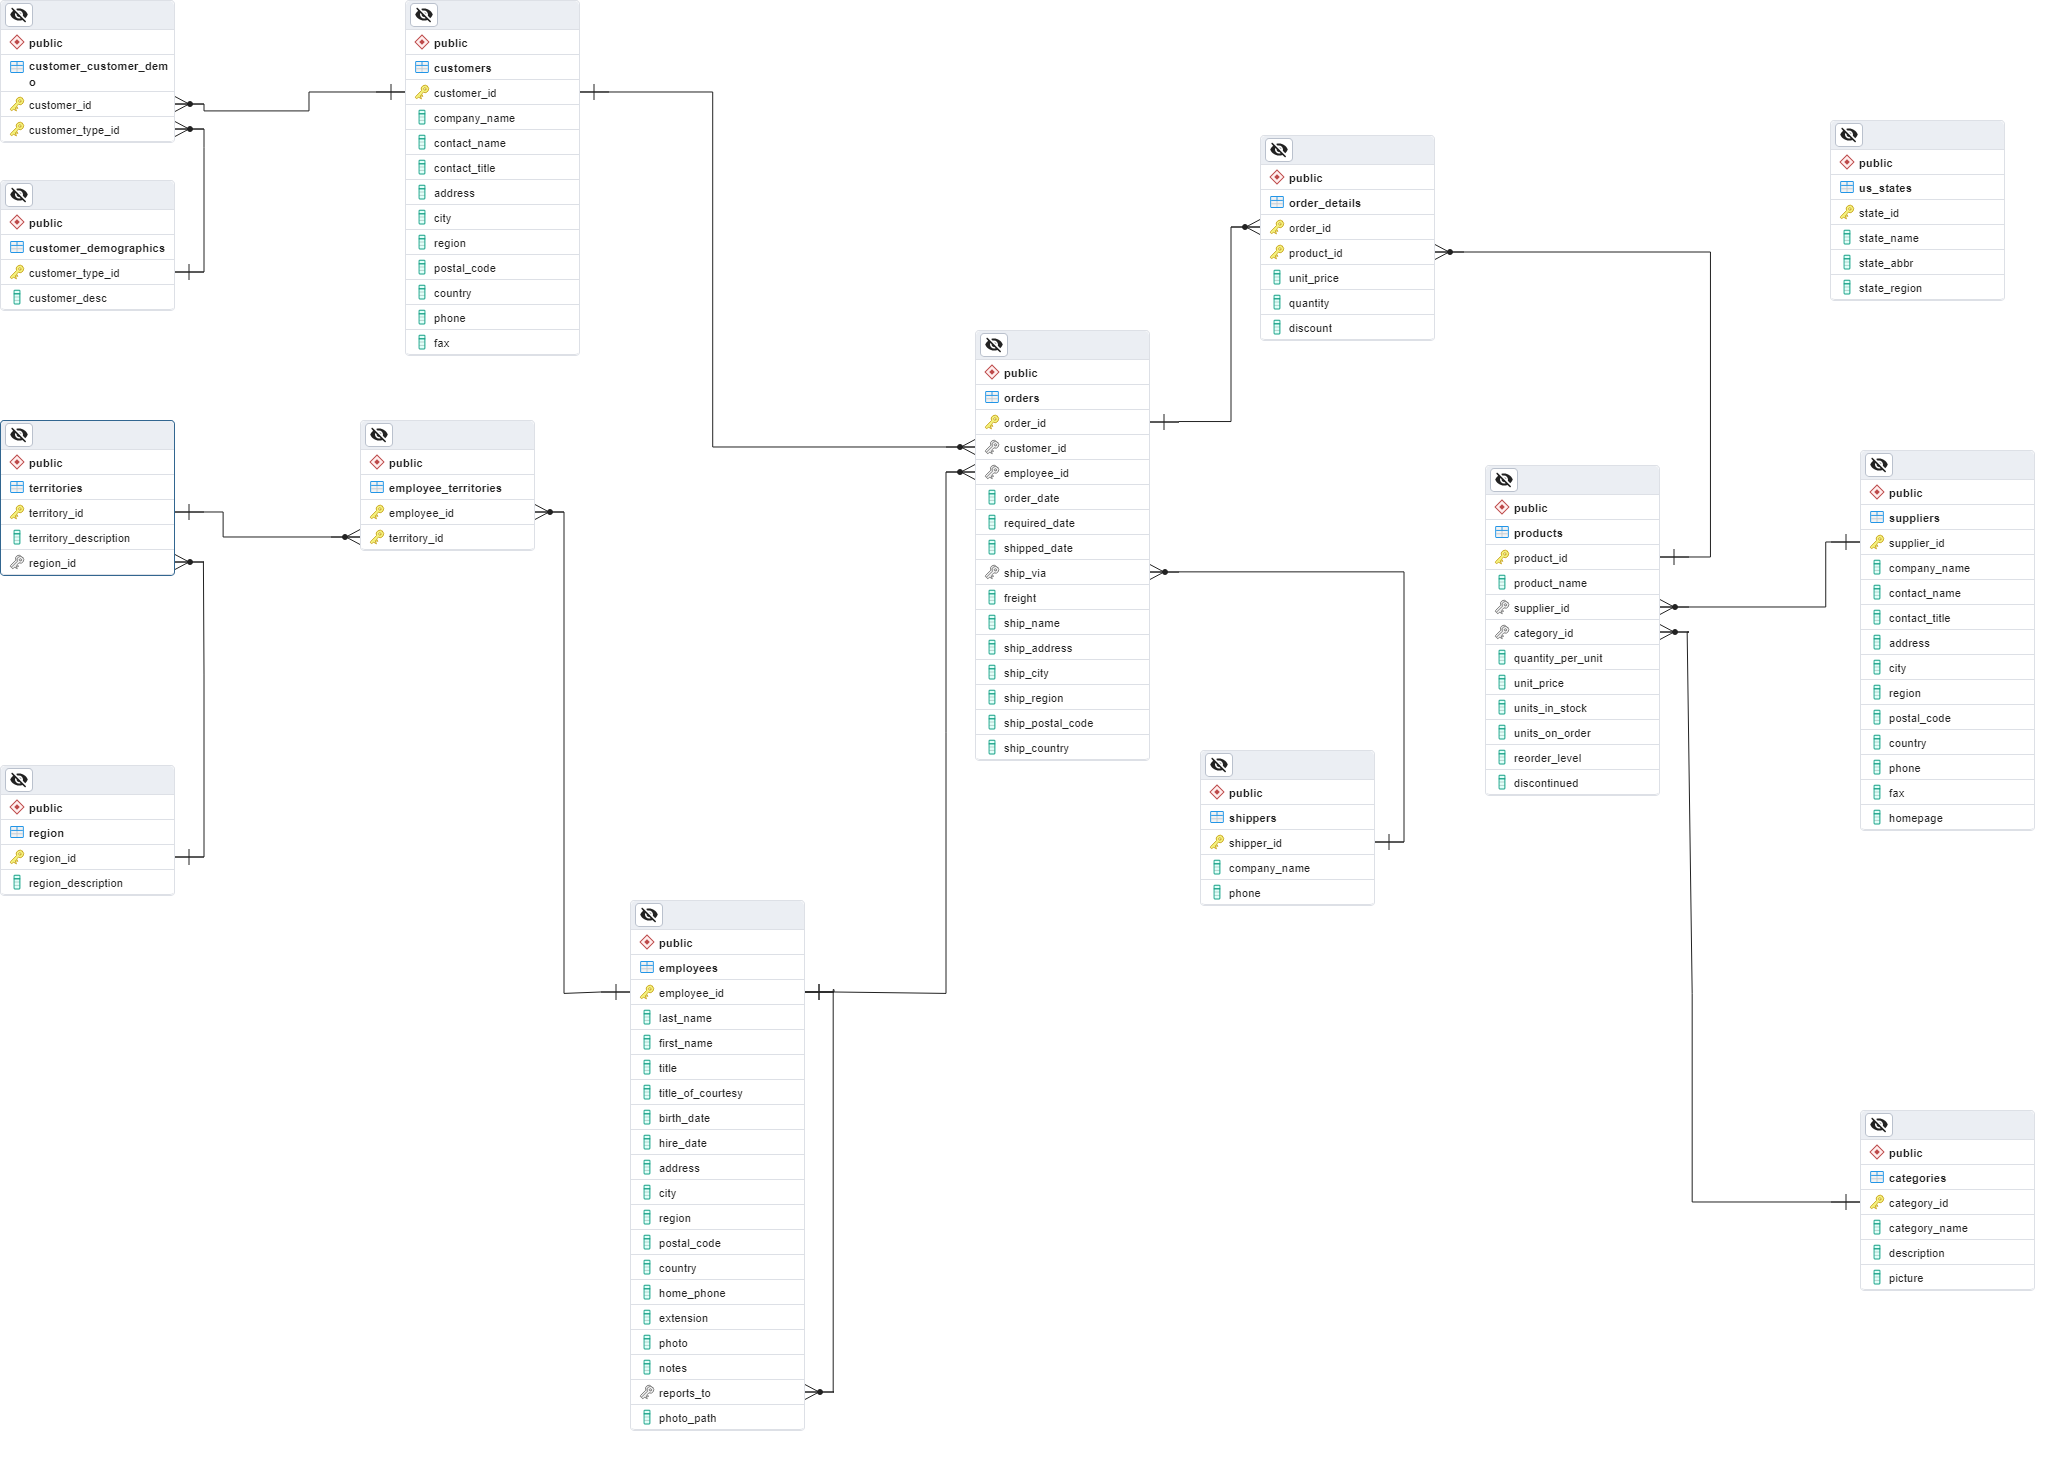 public
customer_customer_dem
o
customer_id
customer_type_id
public
customer_demographics
customer_type_id
customer_desc
public
customers
customer_id
company_name
contact_name
contact_title
address
city
region
postal_code
country
phone
fax
public
territories
territory_id
territory_description
region_id
public
employee_territories
employee_id
territory_id
public
region
region_id
region_description
public
employees
employee_id
last_name
first_name
title
title_of_courtesy
birth_date
hire_date
address
city
region
postal_code
country
home_phone
extension
photo
notes
reports_to
photo_path
public
orders
order_id
customer_id
employee_id
order_date
required_date
shipped_date
ship_via
freight
ship_name
ship_address
ship_city
ship_region
ship_postal_code
ship_country
public
order_details
order_id
product_id
unit_price
quantity
discount
public
shippers
shipper_id
company_name
phone
public
products
product_id
product_name
supplier_id
category_id
quantity_per_unit
unit_price
units_in_stock
units_on_order
reorder_level
discontinued
public
us_states
state_id
state_name
state_abbr
state_region
public
suppliers
supplier_id
company_name
contact_name
contact_title
address
city
region
postal_code
country
phone
fax
homepage
public
categories
category_id
category_name
description
picture